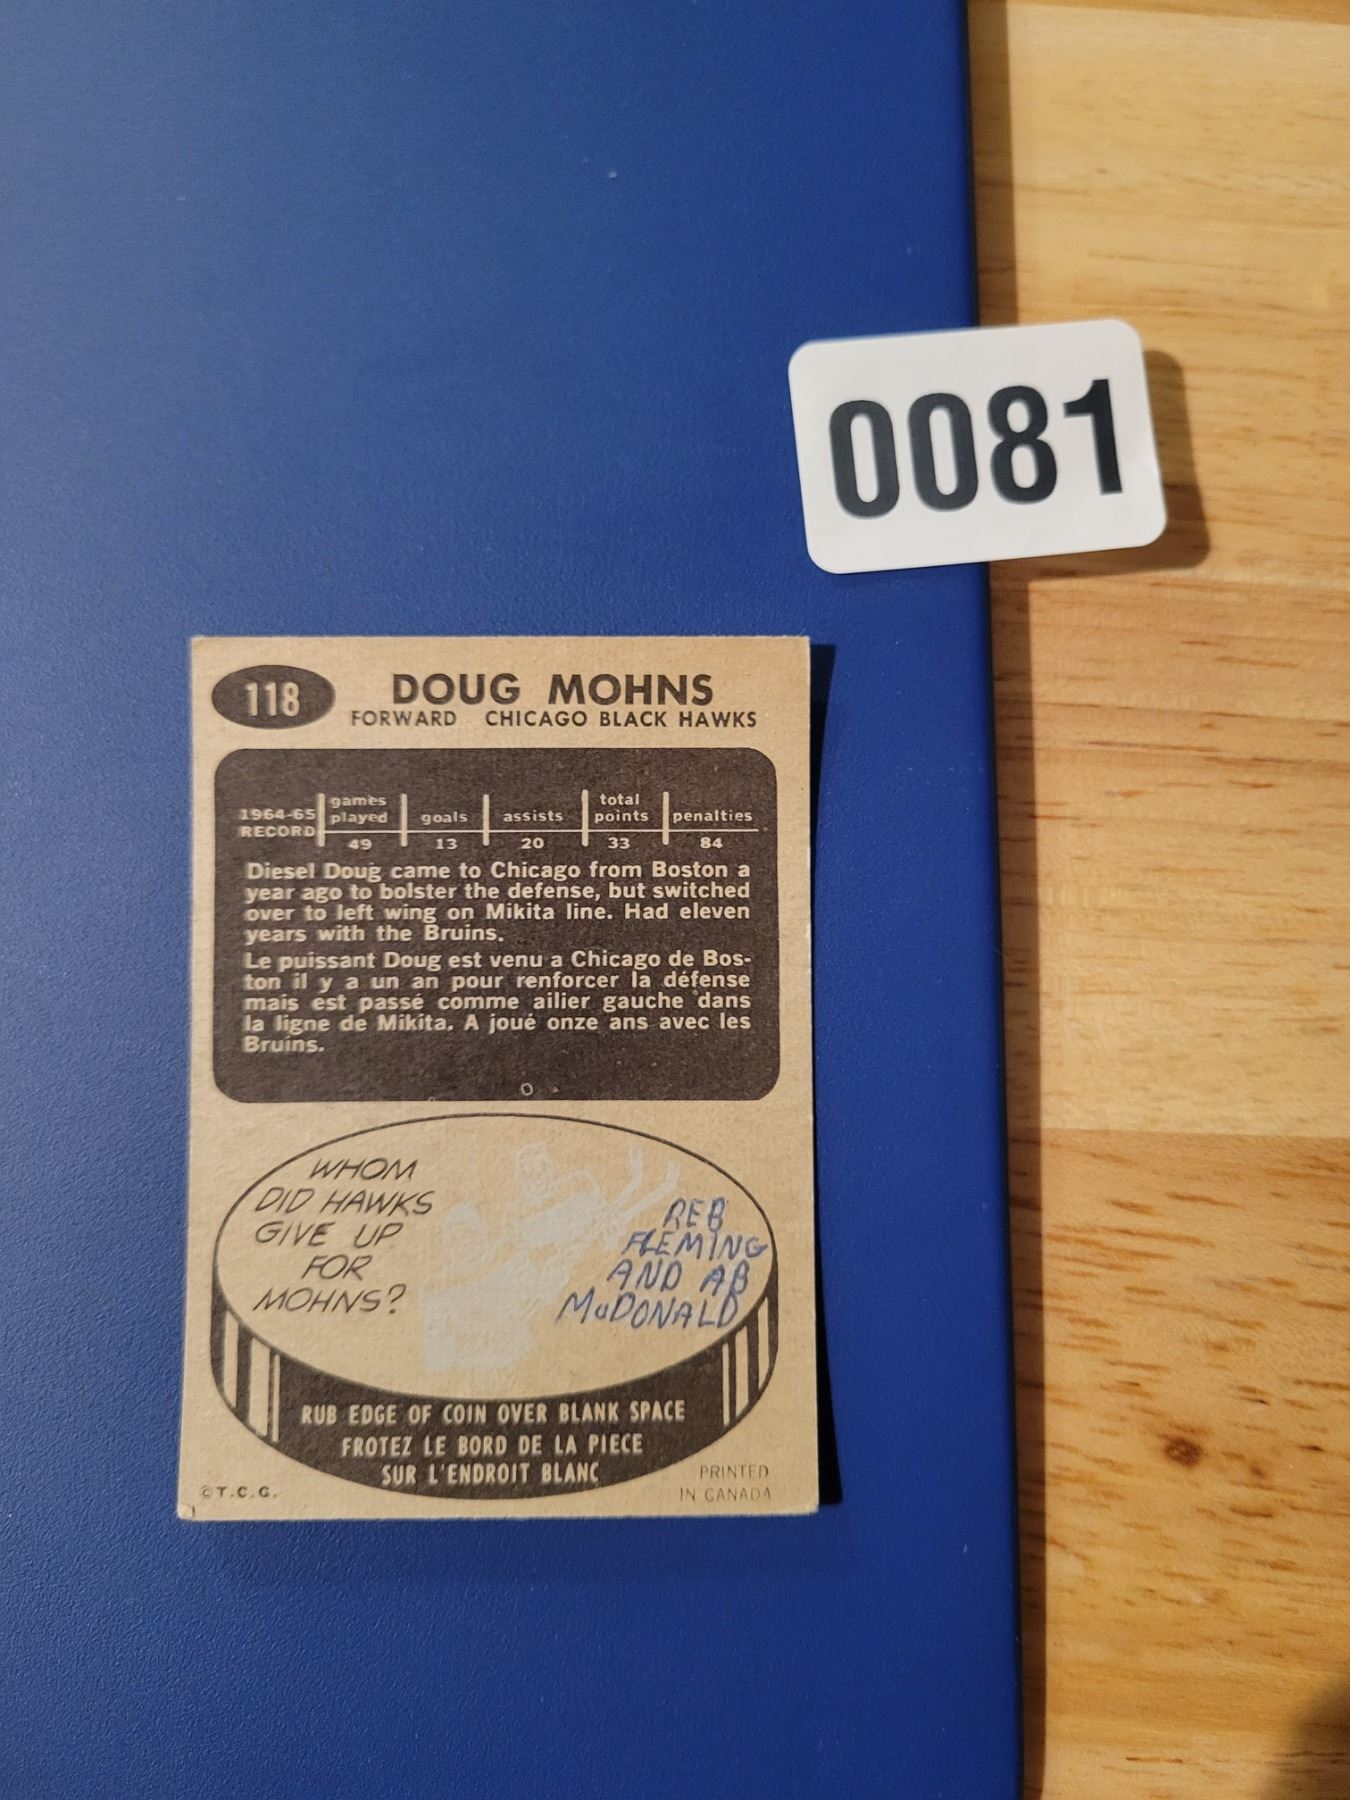 0081
118
DOUG MOHNS
FORWARD CHICAGO BLACK HAWKS
1964-65 RECORD games played goals assists total points penalties
49 13 20 33 84
Diesel Doug came to Chicago from Boston a
year ago to bolster the defense, but switched
over to left wing on Mikita line. Had eleven
years with the Bruins.
Le puissant Doug est venu a Chicago de Bos-
ton il y a un an pour renforcer la défense
mais est passé comme ailier gauche dans
la ligne de Mikita. A joué onze ans avec les
Bruins.
WHOM
DID HAWKS
GIVE UP
FOR
MOHNS?
REB
FLEMING
AND AB
McDONALD
RUB EDGE OF COIN OVER BLANK SPACE
FROTEZ LE BORD DE LA PIECE
SUR L'ENDROIT BLANC
©T.C.G.
PRINTED
IN CANADA